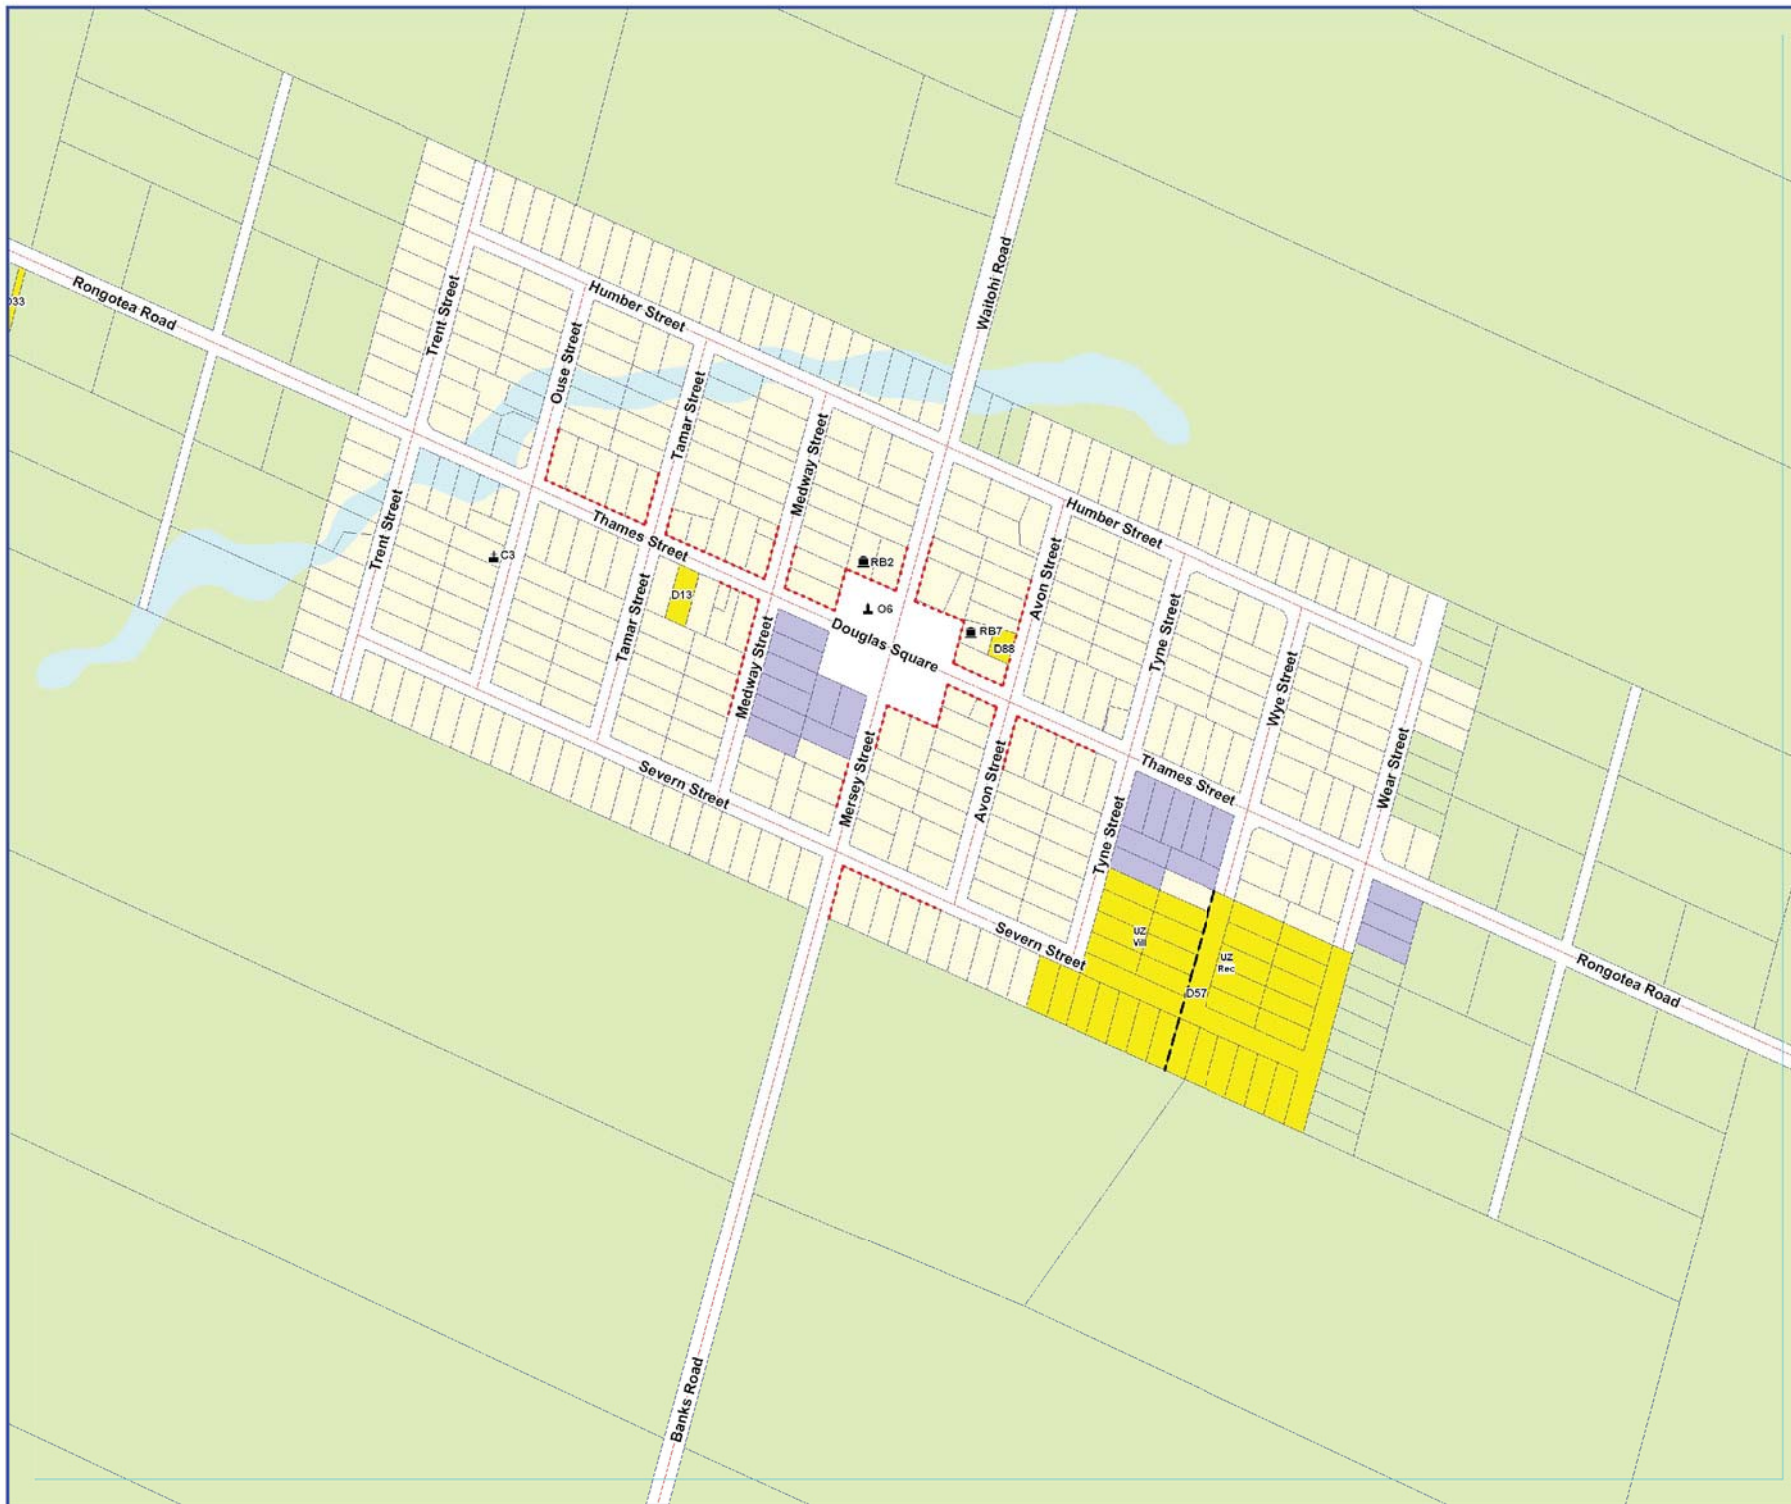 Waitohi Road
Rongotea Road
D33
Trent Street
Humber Street
Ouse Street
Tamar Street
Medway Street
Humber Street
Trent Street
C3
Thames Street
RB2
O6
Avon Street
D13
Tamar Street
Douglas Square
RB7
D88
Tyne Street
Medway Street
Wye Street
Mersey Street
Severn Street
Avon Street
Thames Street
Wear Street
Tyne Street
Severn Street
UZ
Vill
UZ
Rec
D57
Rongotea Road
Banks Road